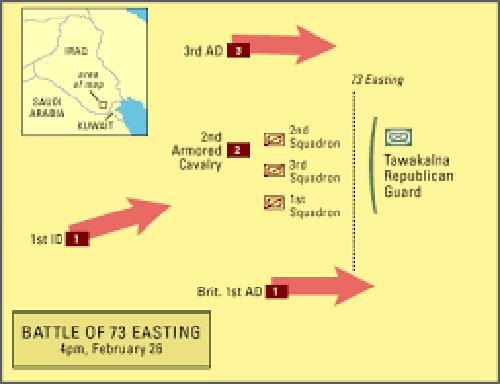 IRAQ
area
of map
SAUDI
ARABIA
KUWAIT
3rd AD 3
73 Easting
2nd
Armored
Cavalry
2
2nd
Squadron
3rd
Squadron
1st
Squadron
Tawakalna
Republican
Guard
1st ID 1
Brit. 1st AD 1
BATTLE OF 73 EASTING
4pm, February 26